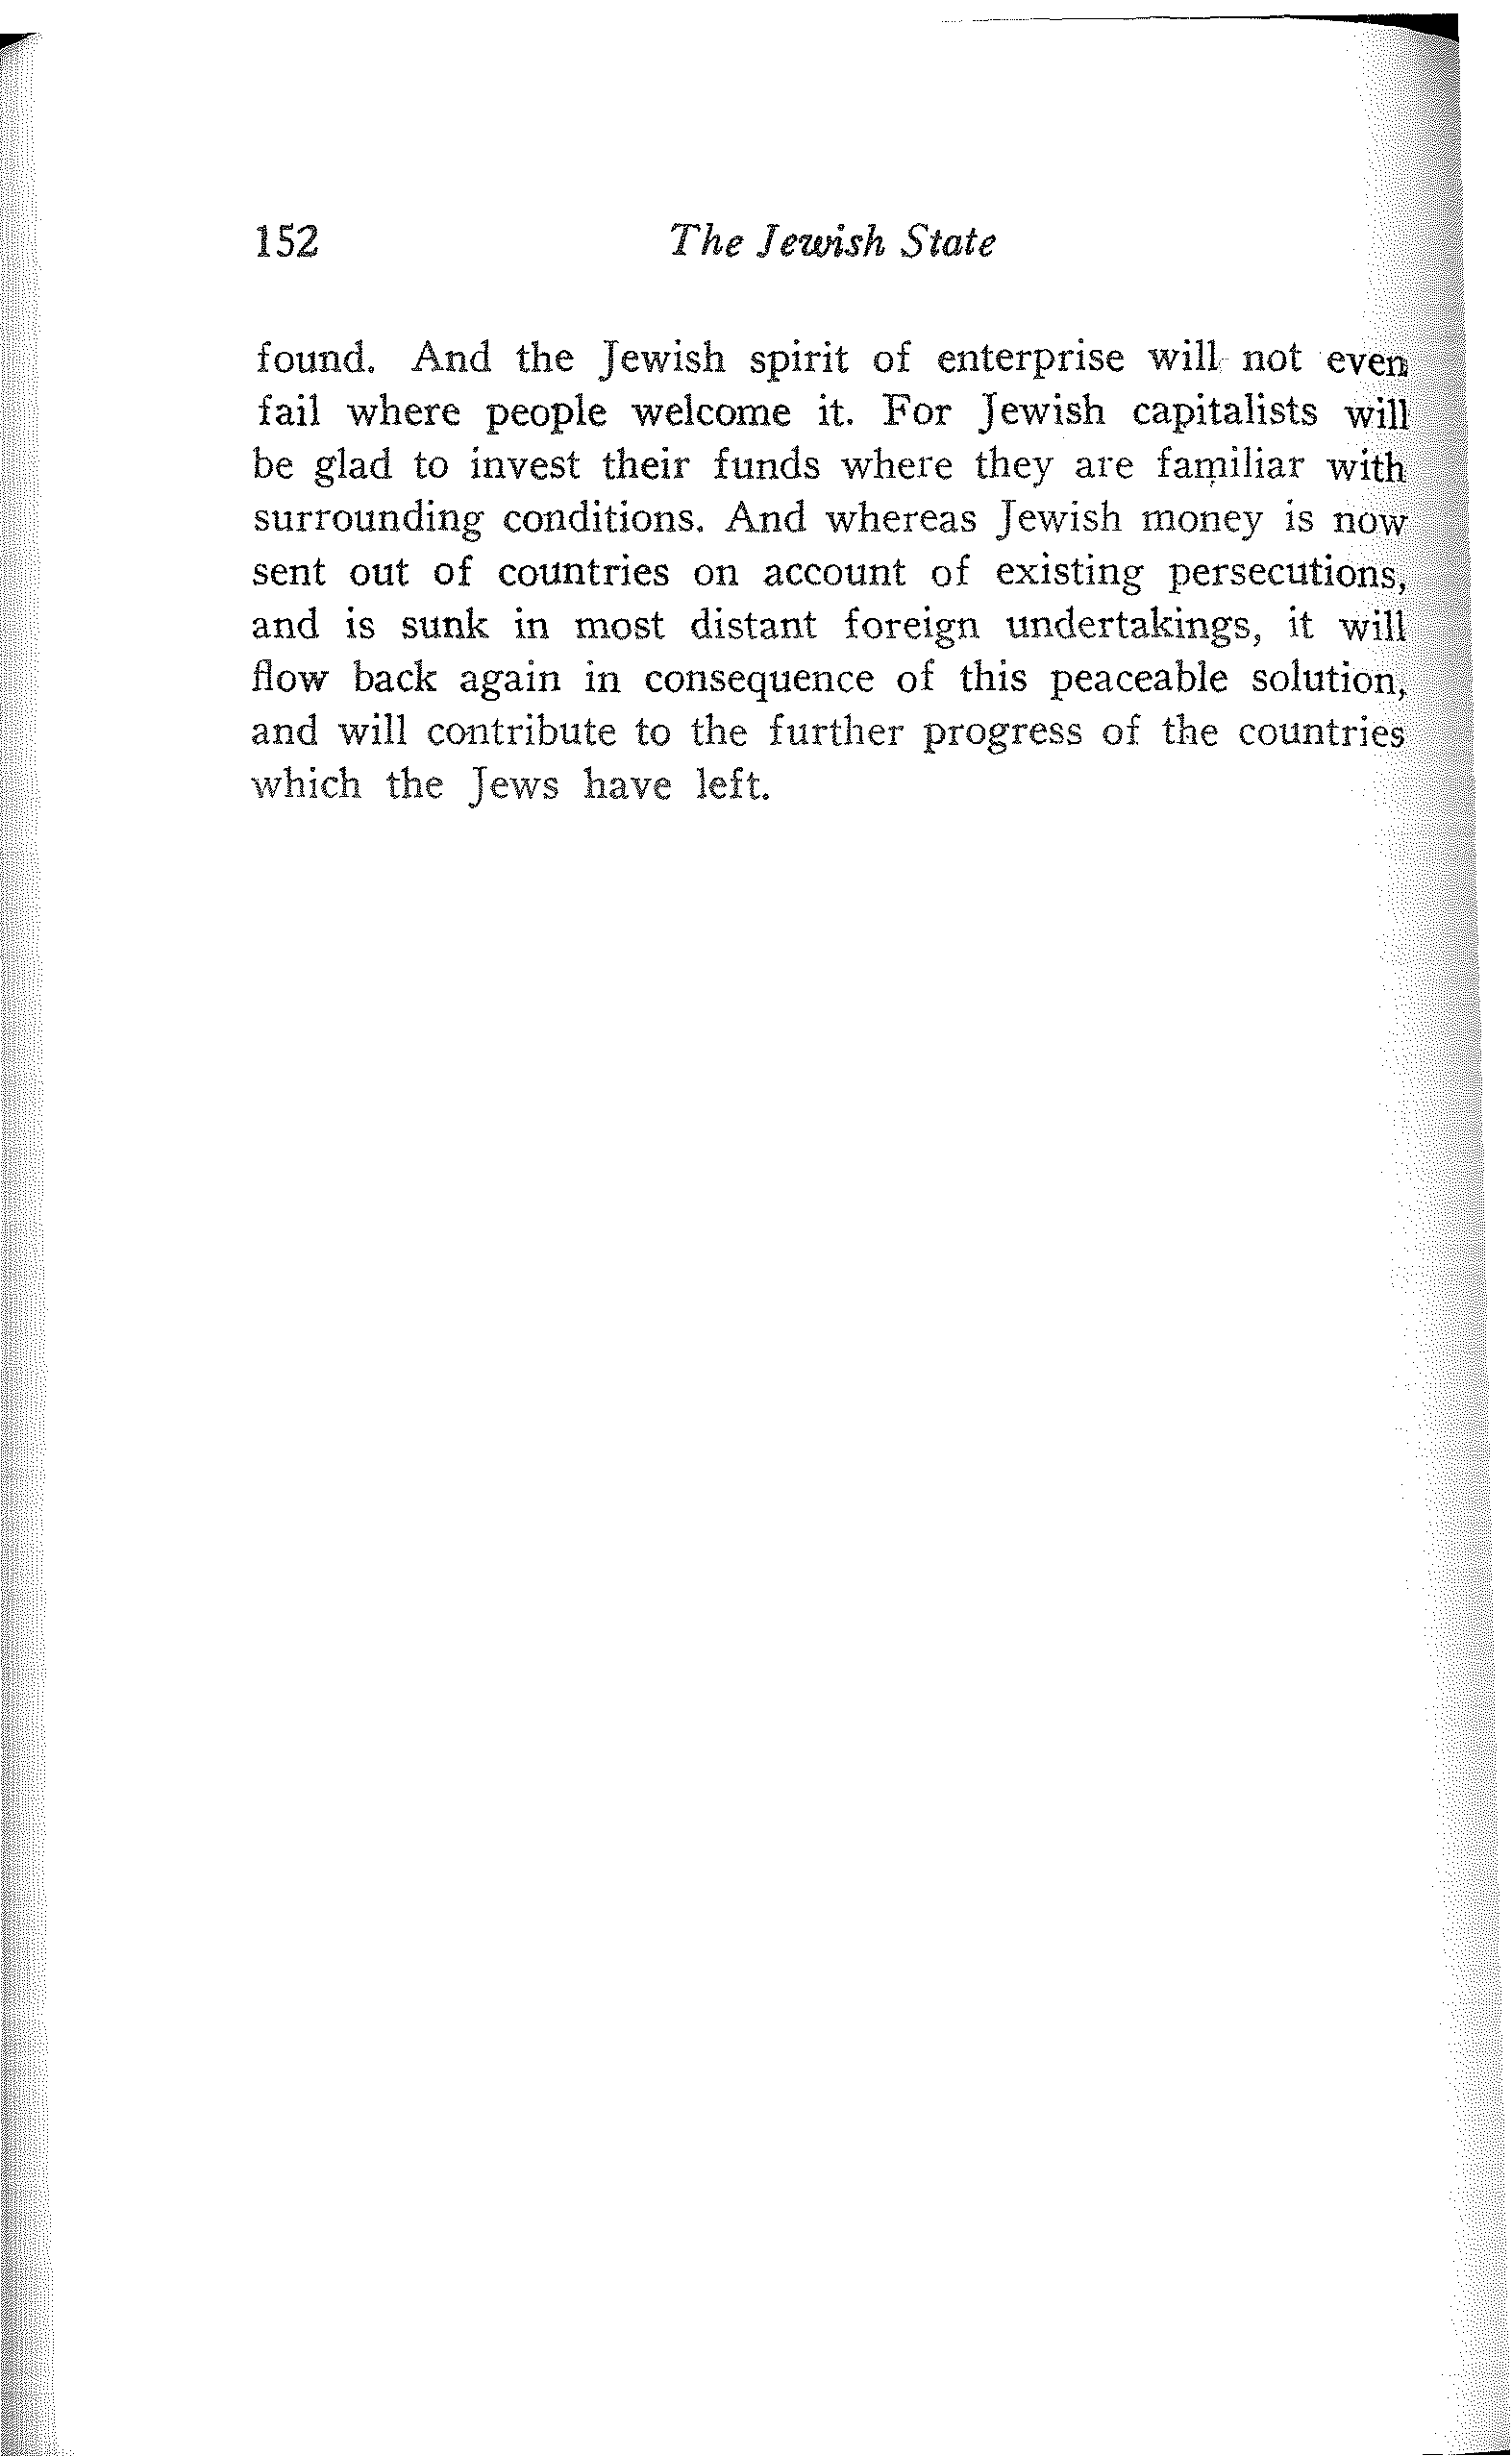 152 The Jewish State
found. And the Jewish spirit of enterprise will not even
fail where people welcome it. For Jewish capitalists will
be glad to invest their funds where they are familiar with
surrounding conditions. And whereas Jewish money is now
sent out of countries on account of existing persecutions,
and is sunk in most distant foreign undertakings, it will
flow back again in consequence of this peaceable solution,
and will contribute to the further progress of the countries
which the Jews have left.